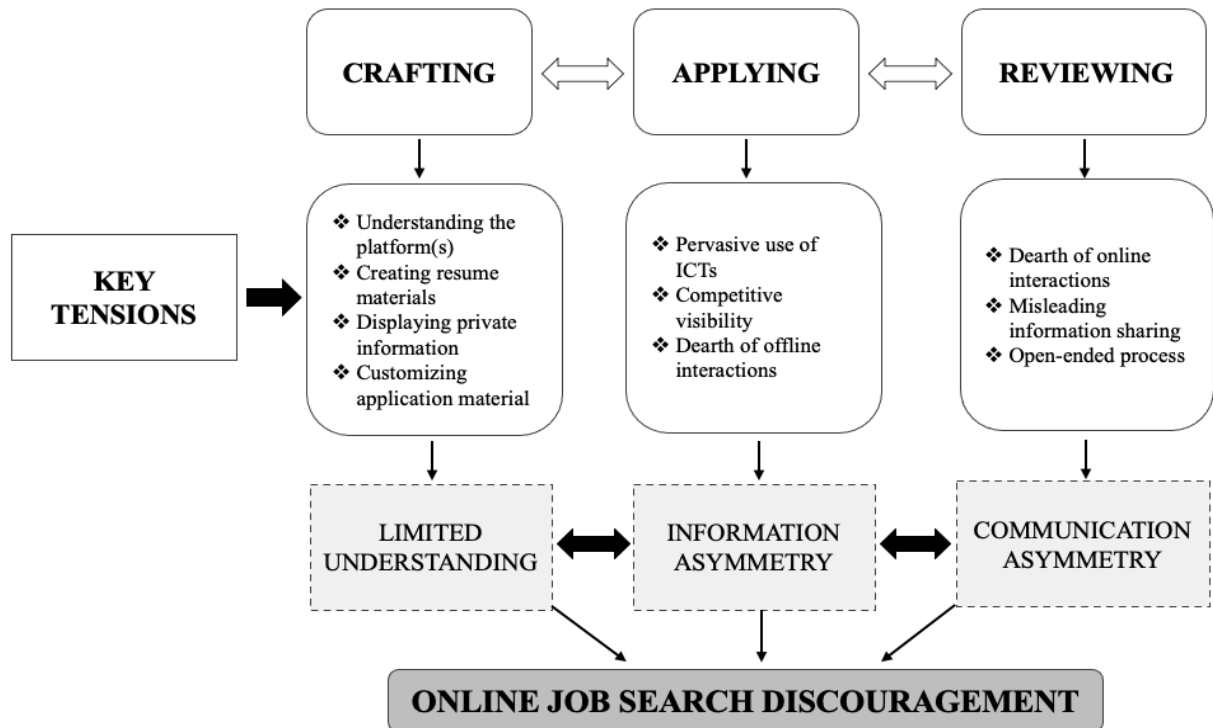 CRAFTING
APPLYING
REVIEWING
KEY
TENSIONS
❖ Understanding the
platform(s)
❖ Creating resume
materials
❖ Displaying private
information
❖ Customizing
application material
❖ Pervasive use of
ICTs
❖ Competitive
visibility
❖ Dearth of offline
interactions
❖ Dearth of online
interactions
❖ Misleading
information sharing
❖ Open-ended process
LIMITED
UNDERSTANDING
INFORMATION
ASYMMETRY
COMMUNICATION
ASYMMETRY
ONLINE JOB SEARCH DISCOURAGEMENT